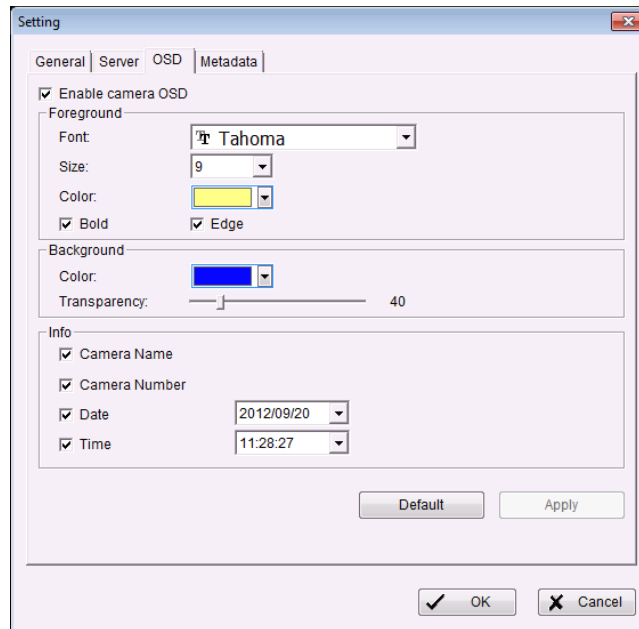 Setting
General Server OSD Metadata
Enable camera OSD
Foreground
Font: Tahoma
Size: 9
Color:
Bold Edge
Background
Color:
Transparency: 40
Info
Camera Name
Camera Number
Date 2012/09/20
Time 11:28:27
Default Apply
OK Cancel